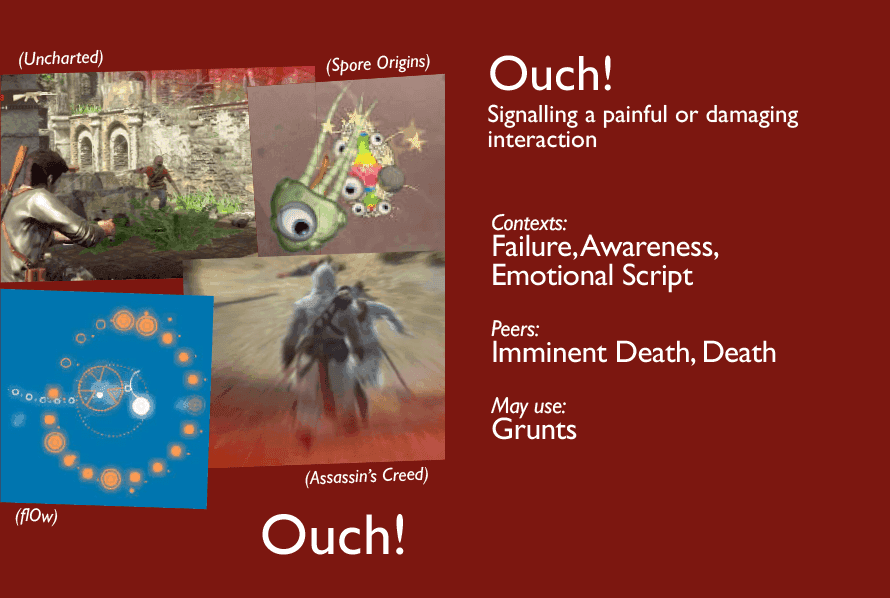 (Uncharted)
(Spore Origins)
(Assassin's Creed)
(flOw)
Ouch!
Ouch!
Signalling a painful or damaging
interaction
Contexts:
Failure, Awareness,
Emotional Script
Peers:
Imminent Death, Death
May use:
Grunts